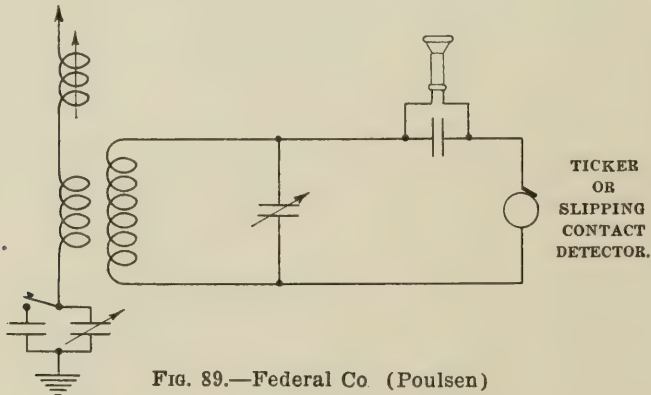 TICKER
OR
SLIPPING
CONTACT
DETECTOR.
FIG. 89.—Federal Co. (Poulsen)